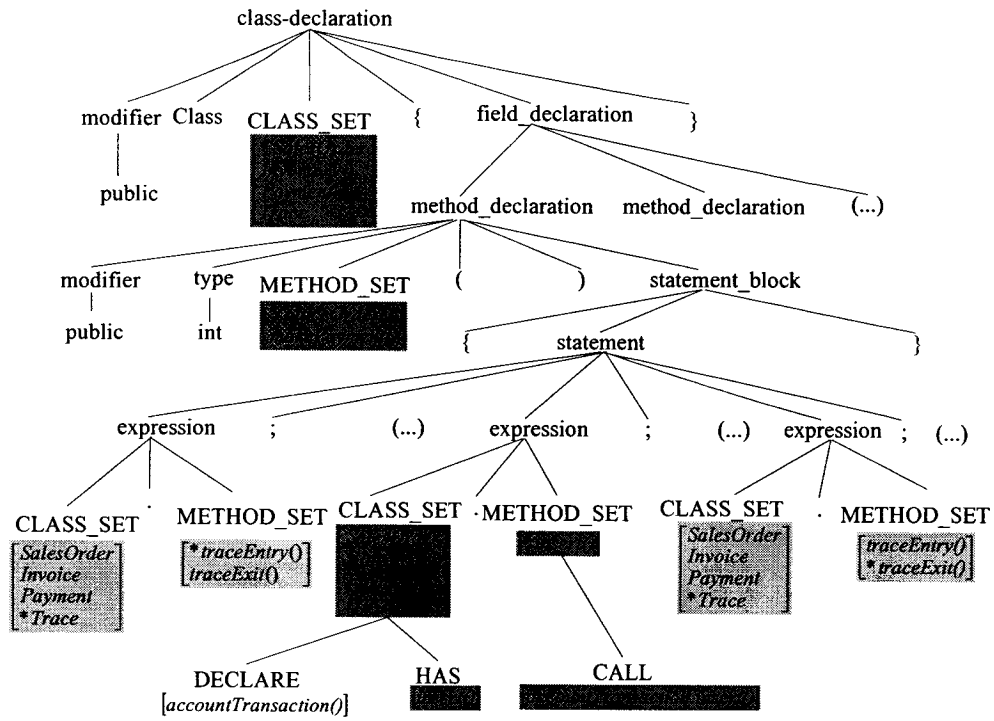 class-declaration
modifier Class CLASS_SET { field_declaration }
public
method_declaration method_declaration (...)
modifier type METHOD_SET ( ) statement_block
public int { statement }
expression ; (...) expression ; (...) expression ; (...)
CLASS_SET . METHOD_SET CLASS_SET . METHOD_SET CLASS_SET . METHOD_SET
[SalesOrder Invoice Payment * Trace]
[* traceEntry() traceExit()]
[SalesOrder Invoice Payment * Trace]
[traceEntry() * traceExit()]
DECLARE HAS CALL
[accountTransaction()]